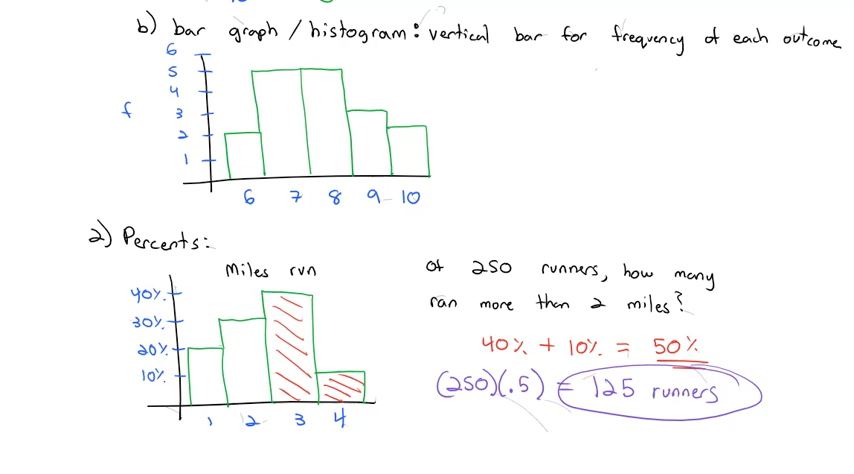 b) bar graph / histogram: vertical bar for frequency of each outcome
6
5
f
4
3
2
1
6 7 8 9 10
2) Percents:
Miles run
40%
30%
20%
10%
1 2 3 4
Of 250 runners, how many
ran more than 2 miles?
40% + 10% = 50%
(250)(.5) = 125 runners